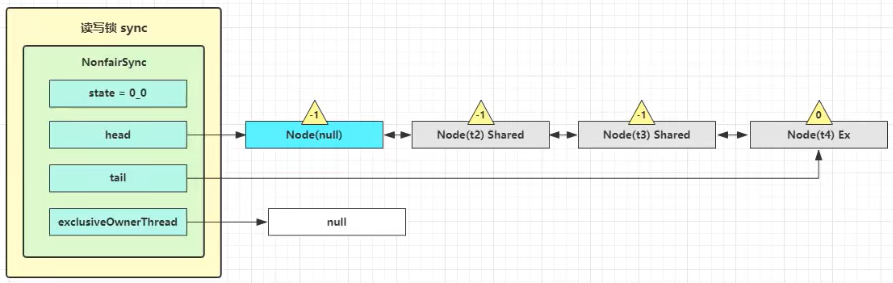 读写锁 sync
NonfairSync
state = 0_0
head
tail
exclusiveOwnerThread
-1
Node(null)
-1
Node(t2) Shared
-1
Node(t3) Shared
0
Node(t4) Ex
null